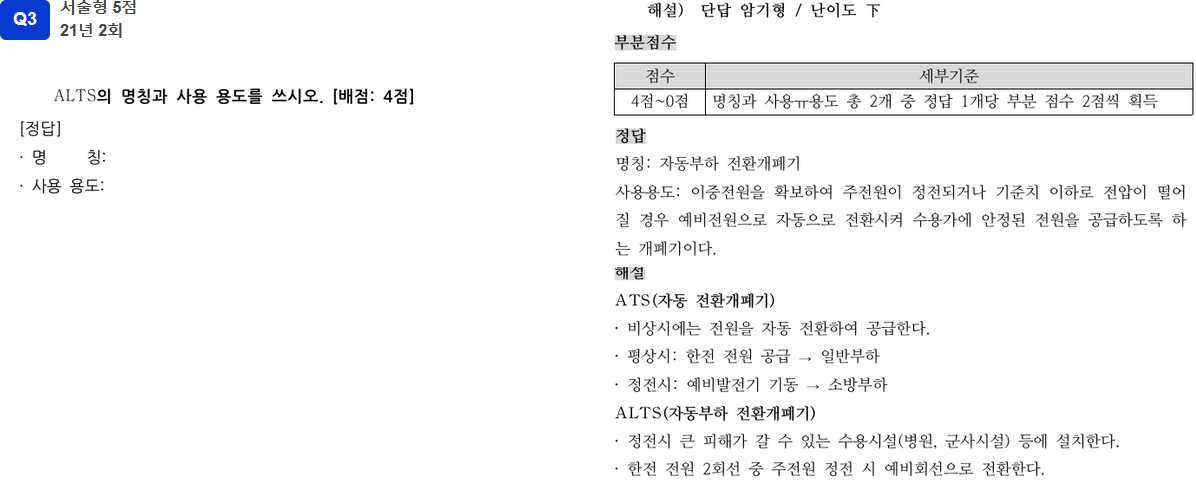 Q3
서술형 5점
21년 2회
ALTS의 명칭과 사용 용도를 쓰시오. [배점: 4점]
[정답]
· 명 칭:
· 사용 용도:
해설) 단답 암기형 / 난이도 下
부분점수
점수 세부기준
4점~0점 명칭과 사용ㅠ용도 총 2개 중 정답 1개당 부분 점수 2점씩 획득
정답
명칭: 자동부하 전환개폐기
사용용도: 이중전원을 확보하여 주전원이 정전되거나 기준치 이하로 전압이 떨어
질 경우 예비전원으로 자동으로 전환시켜 수용가에 안정된 전원을 공급하도록 하
는 개폐기이다.
해설
ATS(자동 전환개폐기)
· 비상시에는 전원을 자동 전환하여 공급한다.
· 평상시: 한전 전원 공급 → 일반부하
· 정전시: 예비발전기 기동 → 소방부하
ALTS(자동부하 전환개폐기)
· 정전시 큰 피해가 갈 수 있는 수용시설(병원, 군사시설) 등에 설치한다.
· 한전 전원 2회선 중 주전원 정전 시 예비회선으로 전환한다.